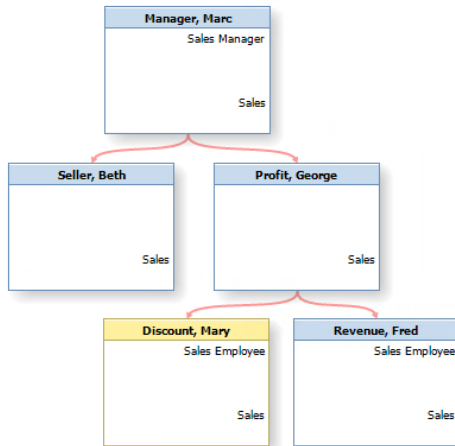 Manager, Marc
Sales Manager
Sales
Seller, Beth
Profit, George
Sales
Sales
Discount, Mary
Revenue, Fred
Sales Employee
Sales Employee
Sales
Sales